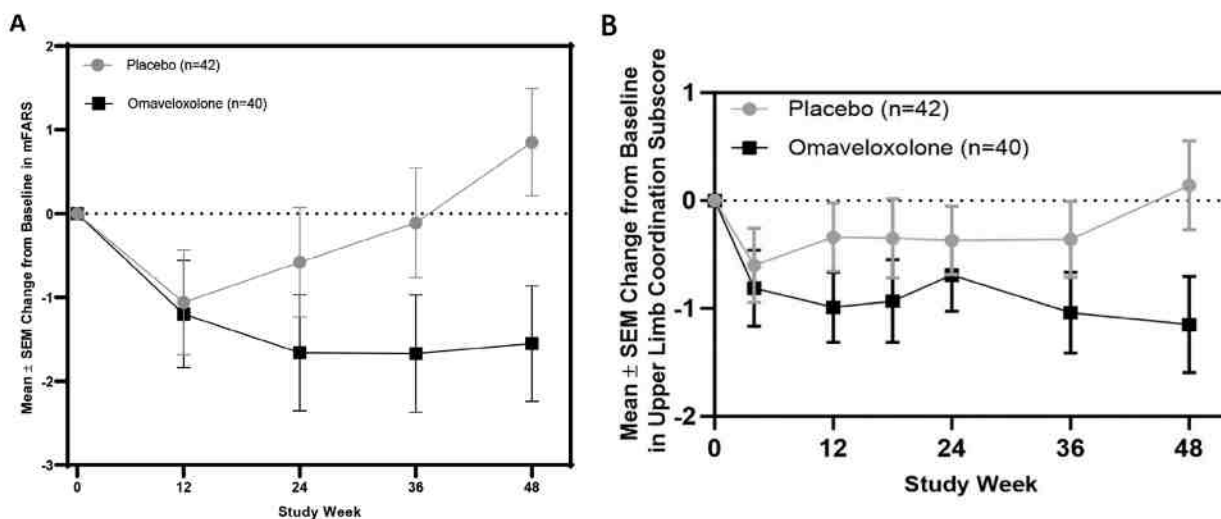 A
Mean ± SEM Change from Baseline in mFARS
2
1
0
-1
-2
-3
Placebo (n=42)
Omaveloxolone (n=40)
0 12 24 36 48
Study Week
B
Mean ± SEM Change from Baseline
in Upper Limb Coordination Subscore
1
0
-1
-2
Placebo (n=42)
Omaveloxolone (n=40)
0 12 24 36 48
Study Week